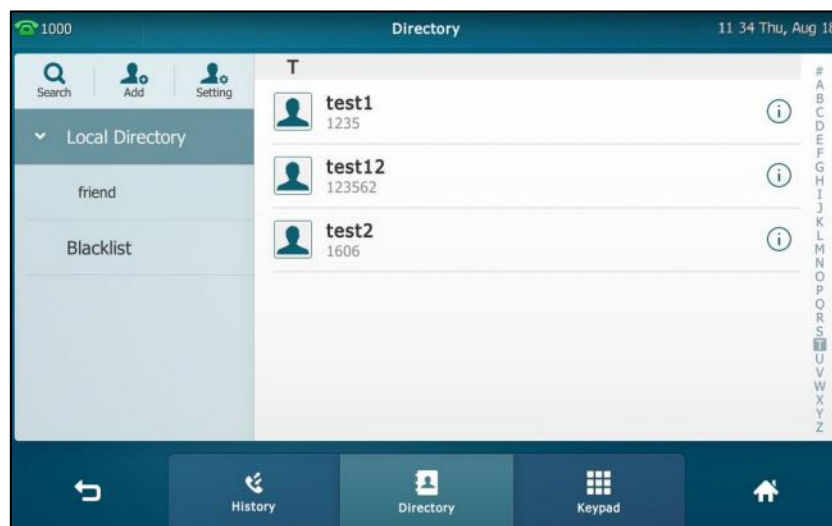 1000
Directory
11 34 Thu, Aug 18
Search
Add
Setting
Local Directory
friend
Blacklist
T
test1
1235
test12
123562
test2
1606
#
A
B
C
D
E
F
G
H
I
J
K
L
M
N
O
P
Q
R
S
T
U
V
W
X
Y
Z
History
Directory
Keypad